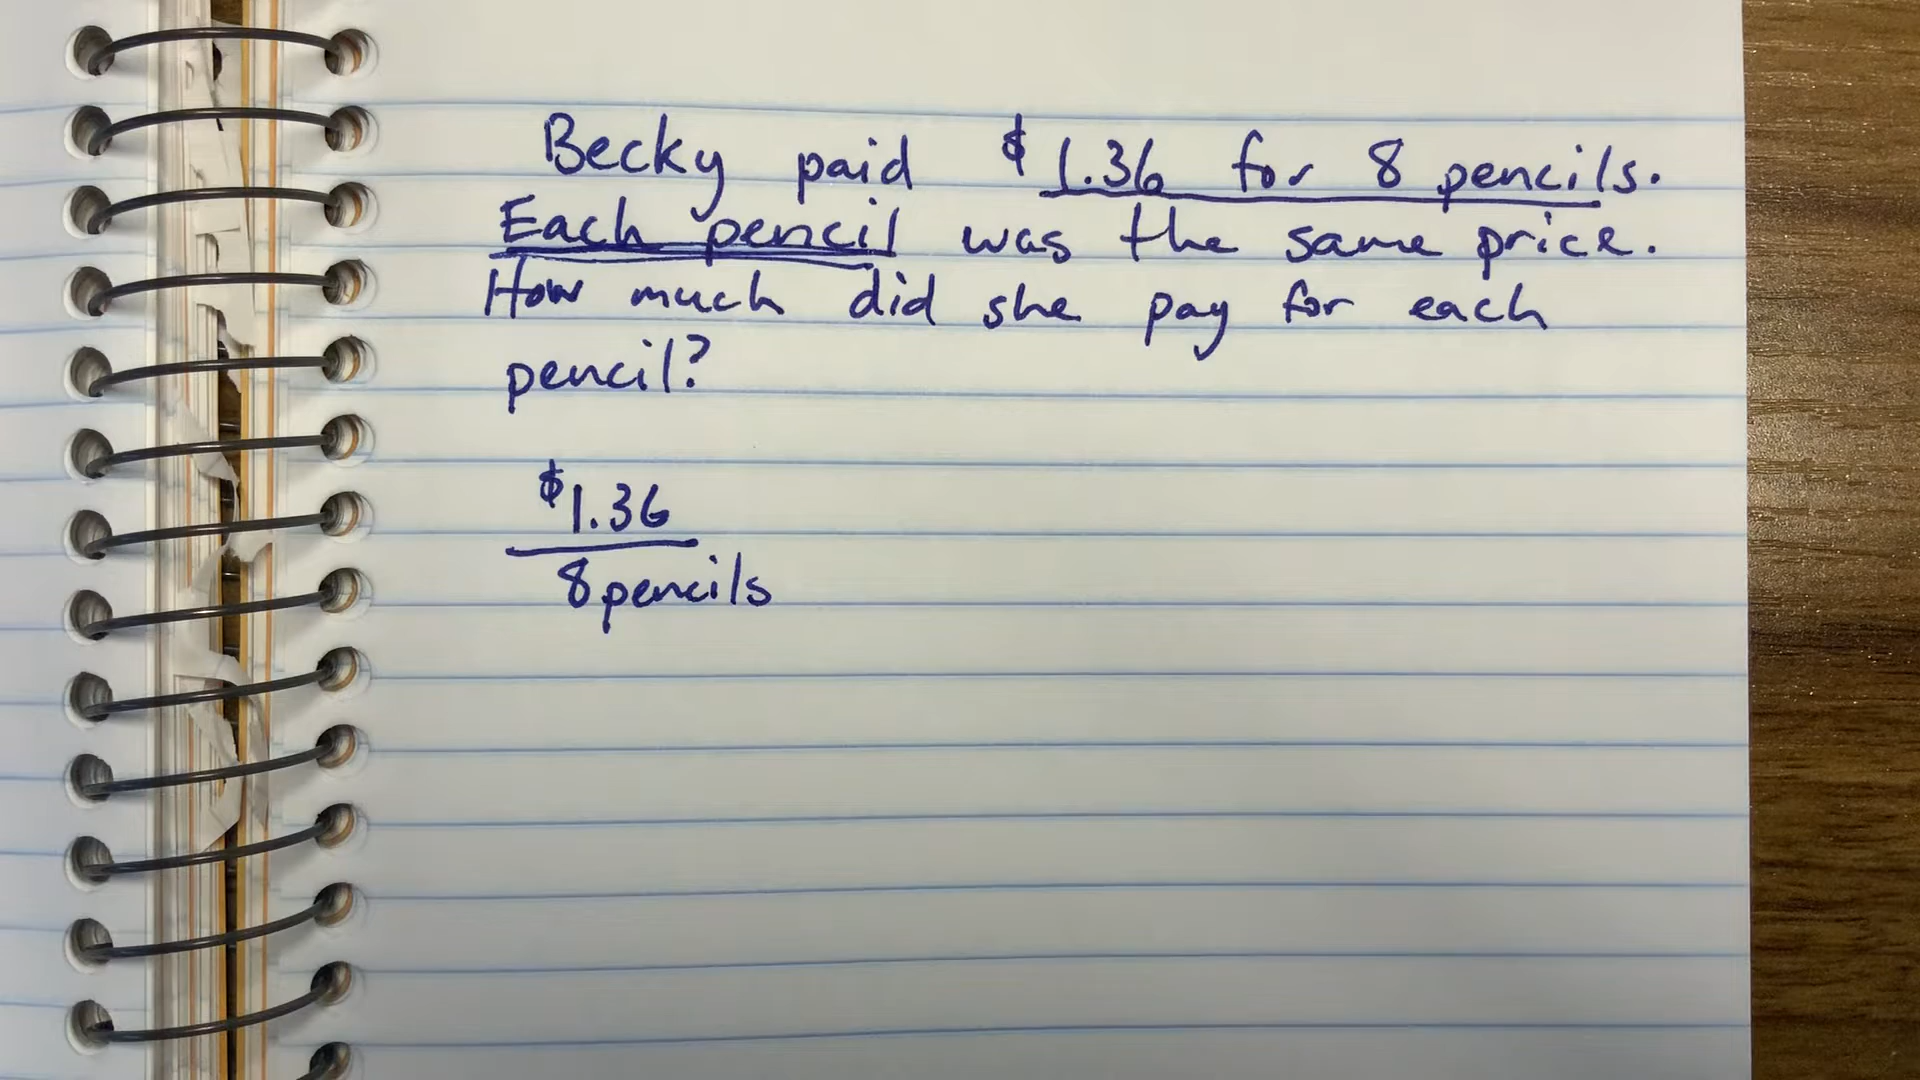 Becky paid $1.36 for 8 pencils.
Each pencil was the same price.
How much did she pay for each
pencil?
$1.36
8 pencils